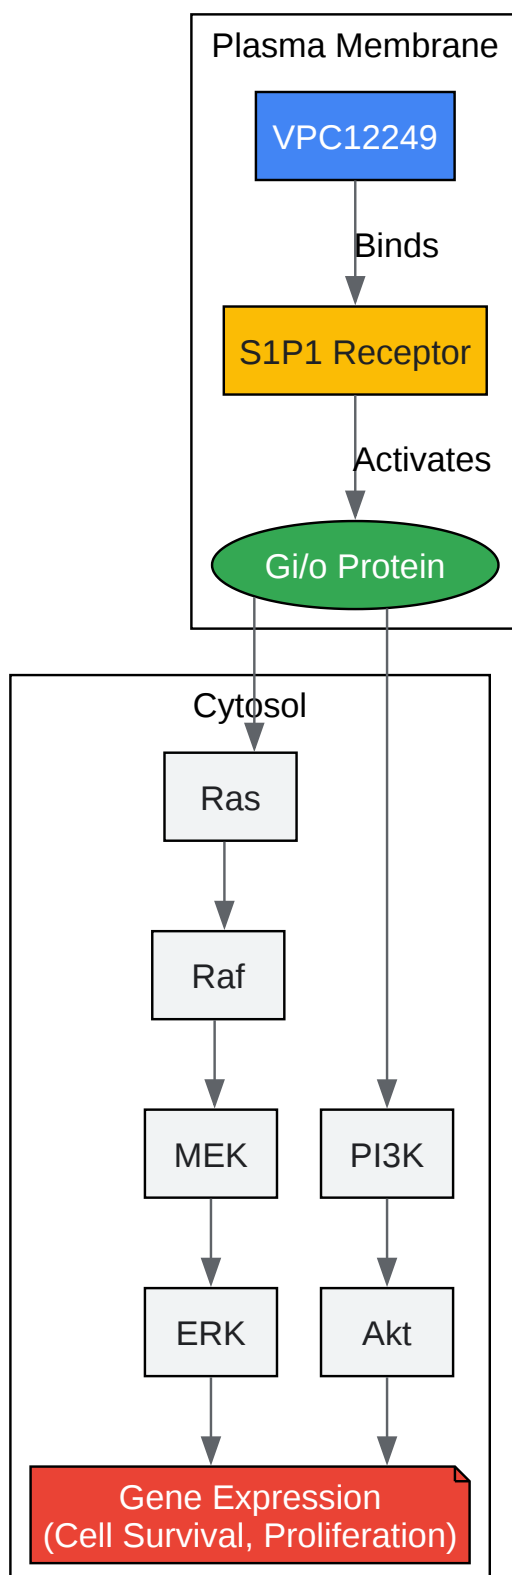 Plasma Membrane
VPC12249
Binds
S1P1 Receptor
Activates
Gi/o Protein
Cytosol
Ras
Raf
MEK
PI3K
ERK
Akt
Gene Expression
(Cell Survival, Proliferation)